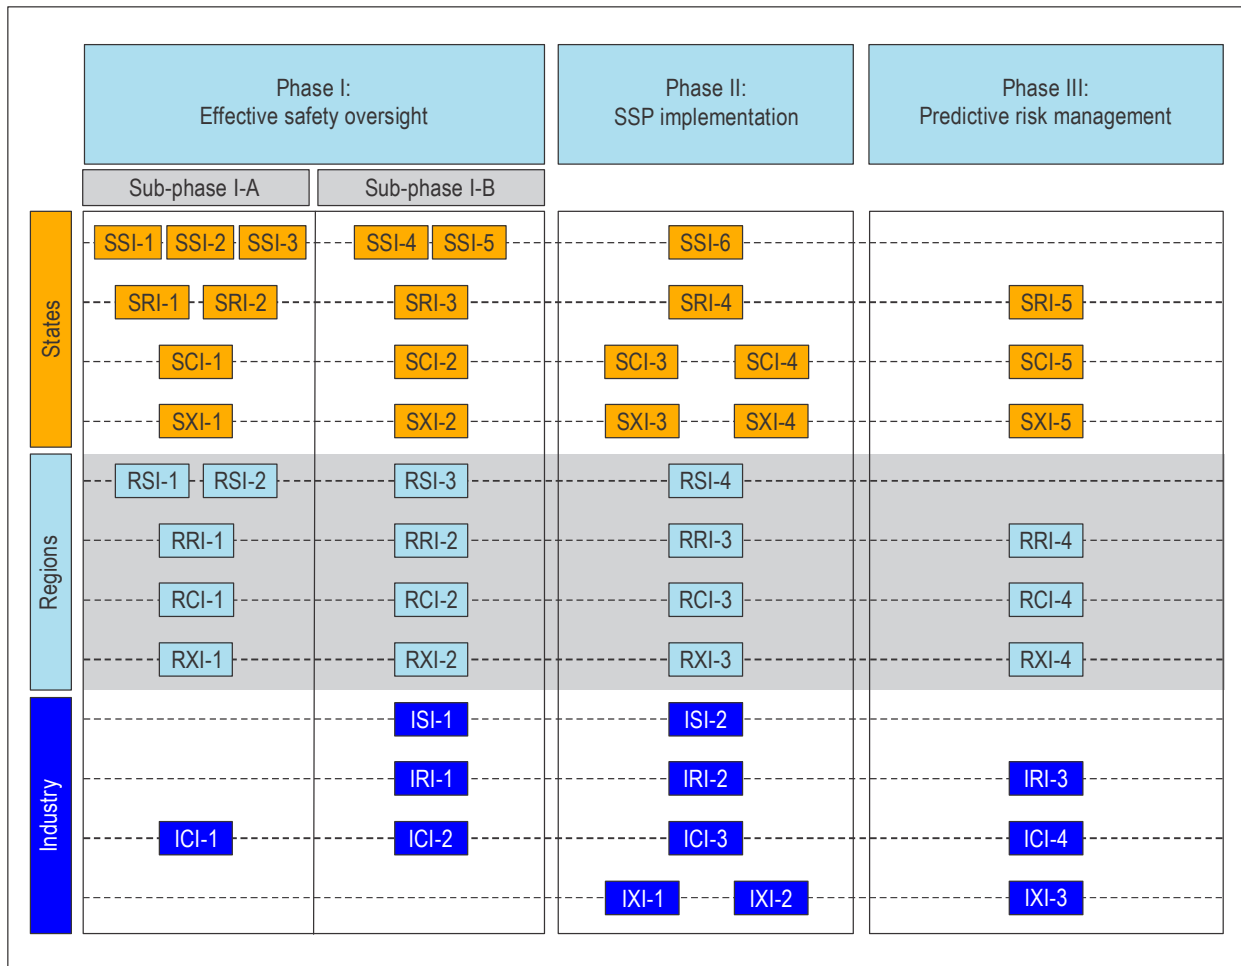 Phase I:
Effective safety oversight
Phase II:
SSP implementation
Phase III:
Predictive risk management
Sub-phase I-A
Sub-phase I-B
States
SSI-1 SSI-2 SSI-3 SSI-4 SSI-5 SSI-6
SRI-1 SRI-2 SRI-3 SRI-4 SRI-5
SCI-1 SCI-2 SCI-3 SCI-4 SCI-5
SXI-1 SXI-2 SXI-3 SXI-4 SXI-5
Regions
RSI-1 RSI-2 RSI-3 RSI-4
RRI-1 RRI-2 RRI-3 RRI-4
RCI-1 RCI-2 RCI-3 RCI-4
RXI-1 RXI-2 RXI-3 RXI-4
Industry
ISI-1 ISI-2
IRI-1 IRI-2 IRI-3
ICI-1 ICI-2 ICI-3 ICI-4
IXI-1 IXI-2 IXI-3